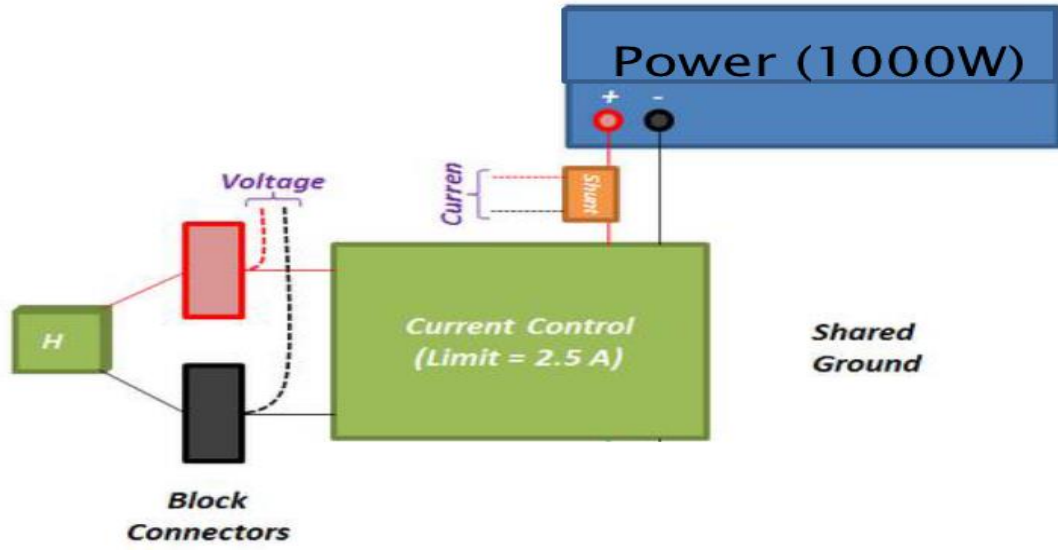 Power (1000W)
+ -
Voltage
Curren
Shunt
Current Control
(Limit = 2.5 A)
H
Shared
Ground
Block
Connectors